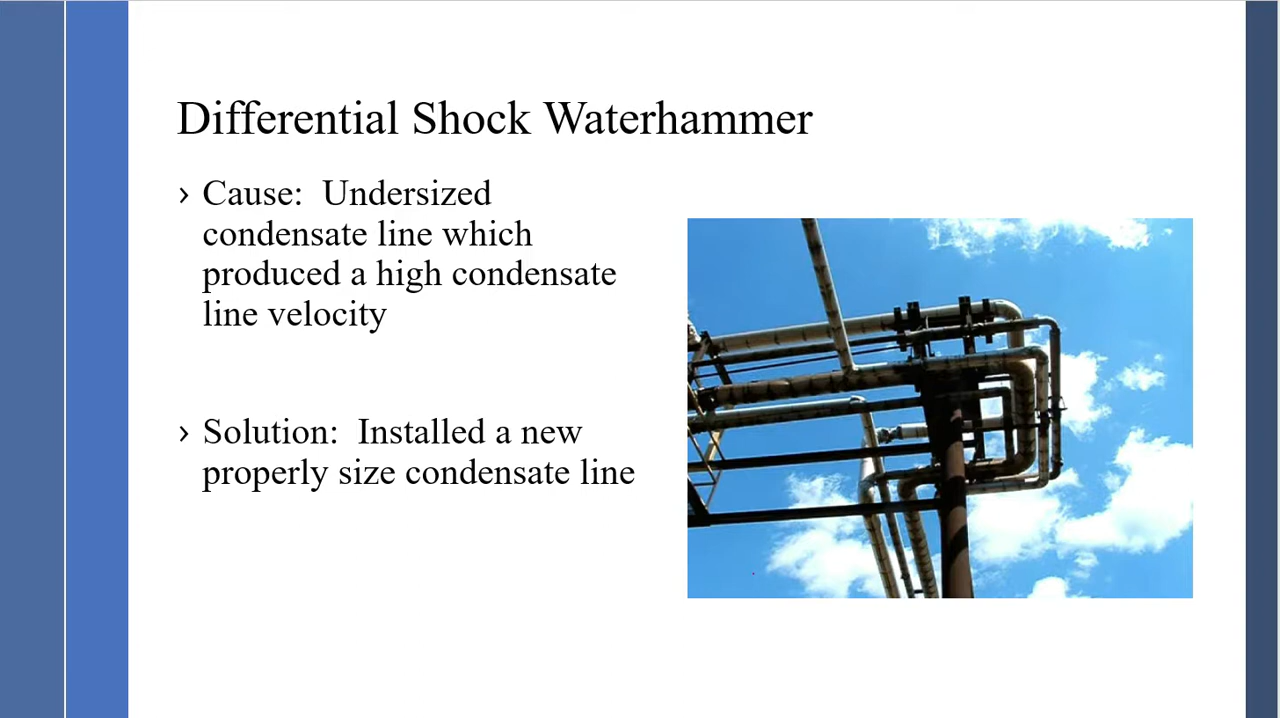 Differential Shock Waterhammer
› Cause:  Undersized
condensate line which
produced a high condensate
line velocity
› Solution:  Installed a new
properly size condensate line